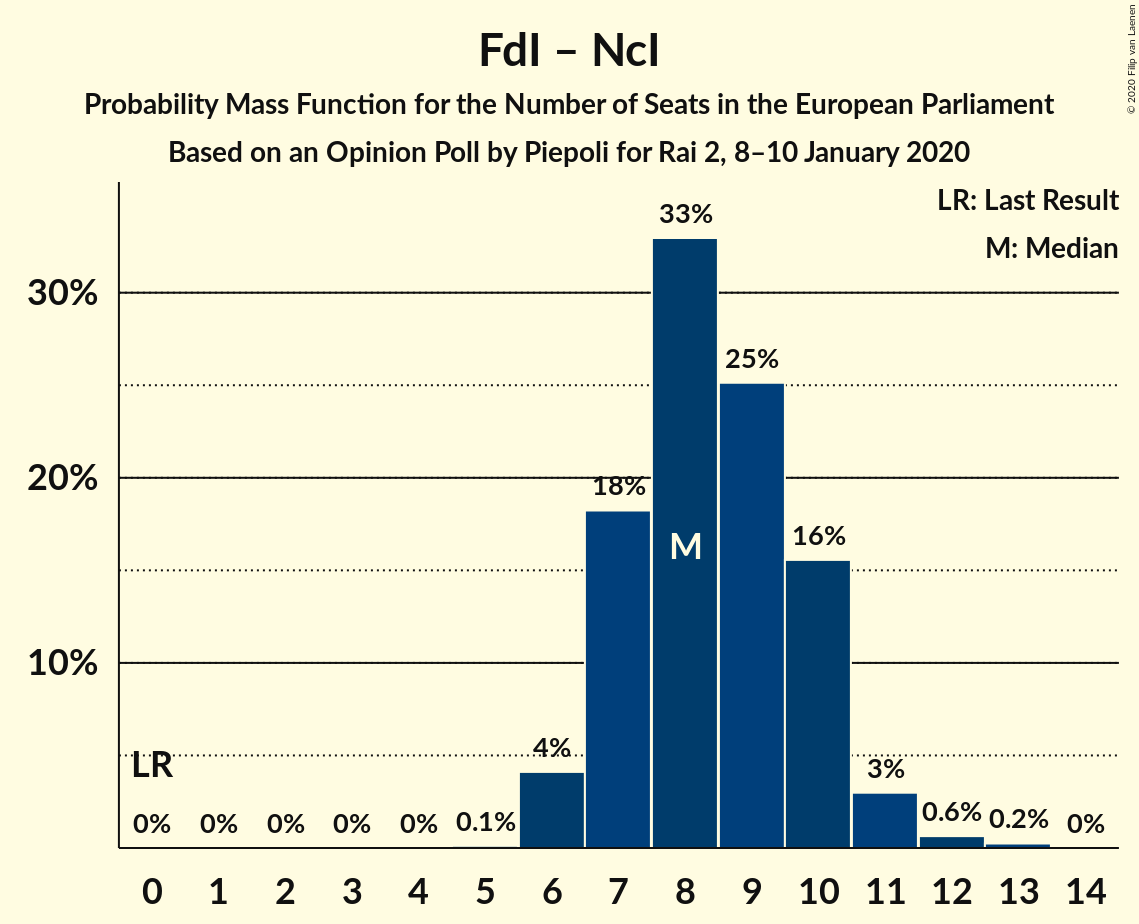 FdI – NcI
Probability Mass Function for the Number of Seats in the European Parliament
Based on an Opinion Poll by Piepoli for Rai 2, 8–10 January 2020
© 2020 Filip van Laenen
LR: Last Result
M: Median
30%
20%
10%
33%
25%
18%
16%
M
4%
LR
3%
0% 0% 0% 0% 0% 0.1% 0.6% 0.2% 0%
0 1 2 3 4 5 6 7 8 9 10 11 12 13 14